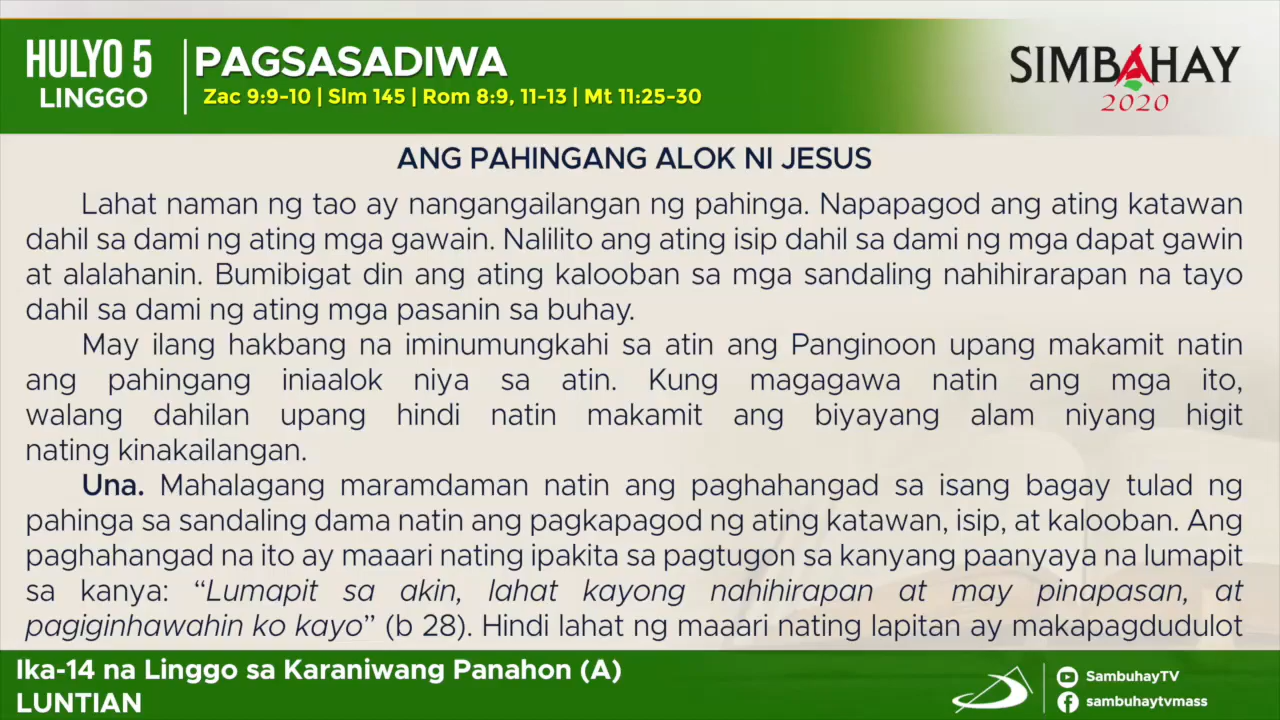 HULYO 5
LINGGO
PAGSASADIWA
Zac 9:9-10 | Slm 145 | Rom 8:9, 11-13 | Mt 11:25-30
SIMBAHAY
2020
ANG PAHINGANG ALOK NI JESUS
Lahat naman ng tao ay nangangailangan ng pahinga. Napapagod ang ating katawan
dahil sa dami ng ating mga gawain. Nalilito ang ating isip dahil sa dami ng mga dapat gawin
at alalahanin. Bumibigat din ang ating kalooban sa mga sandaling nahihirarapan na tayo
dahil sa dami ng ating mga pasanin sa buhay.
May ilang hakbang na iminumungkahi sa atin ang Panginoon upang makamit natin
ang pahingang iniaalok niya sa atin. Kung magagawa natin ang mga ito,
walang dahilan upang hindi natin makamit ang biyayang alam niyang higit
nating kinakailangan.
Una. Mahalagang maramdaman natin ang paghahangad sa isang bagay tulad ng
pahinga sa sandaling dama natin ang pagkapagod ng ating katawan, isip, at kalooban. Ang
paghahangad na ito ay maaari nating ipakita sa pagtugon sa kanyang paanyaya na lumapit
sa kanya: “Lumapit sa akin, lahat kayong nahihirapan at may pinapasan, at
pagiginhawahin ko kayo” (b 28). Hindi lahat ng maaari nating lapitan ay makapagdudulot
Ika-14 na Linggo sa Karaniwang Panahon (A)
LUNTIAN
SambuhayTV
sambuhaytvmass